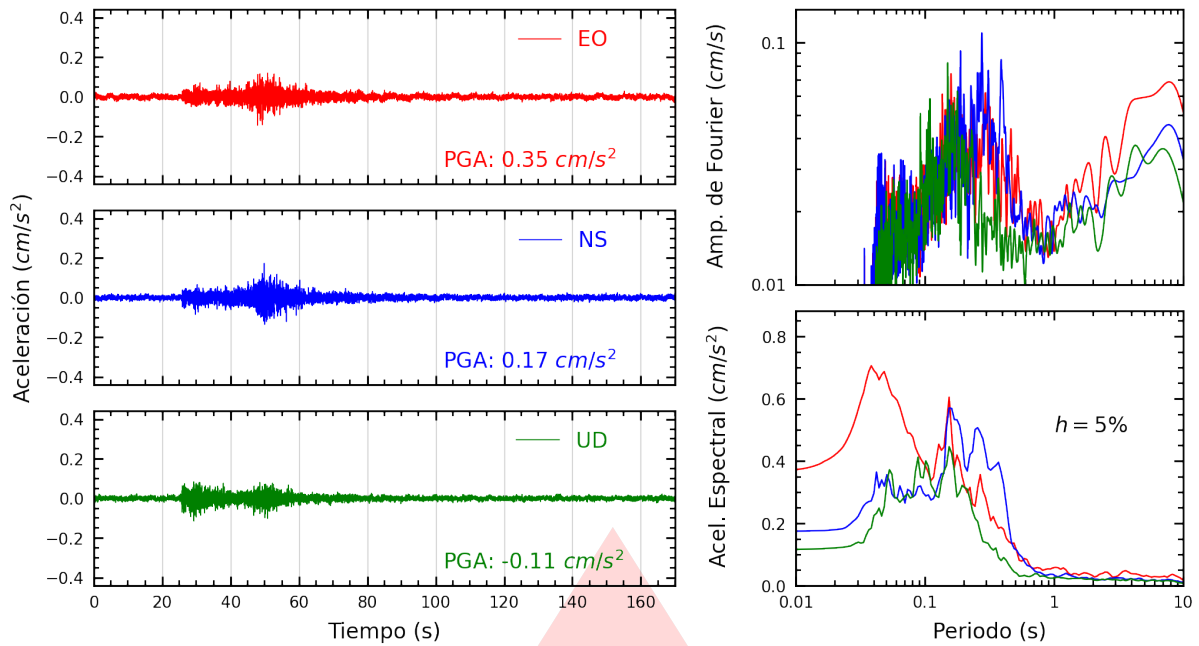 Aceleración (cm/s²)
0.4
0.2
0.0
−0.2
−0.4
EO
PGA: 0.35 cm/s²
0.4
0.2
0.0
−0.2
−0.4
NS
PGA: 0.17 cm/s²
0.4
0.2
0.0
−0.2
−0.4
UD
PGA: -0.11 cm/s²
0 20 40 60 80 100 120 140 160
Tiempo (s)
Amp. de Fourier (cm/s)
0.1
0.01
Acel. Espectral (cm/s²)
0.8
0.6
0.4
0.2
0.0
h = 5%
0.01 0.1 1 10
Periodo (s)